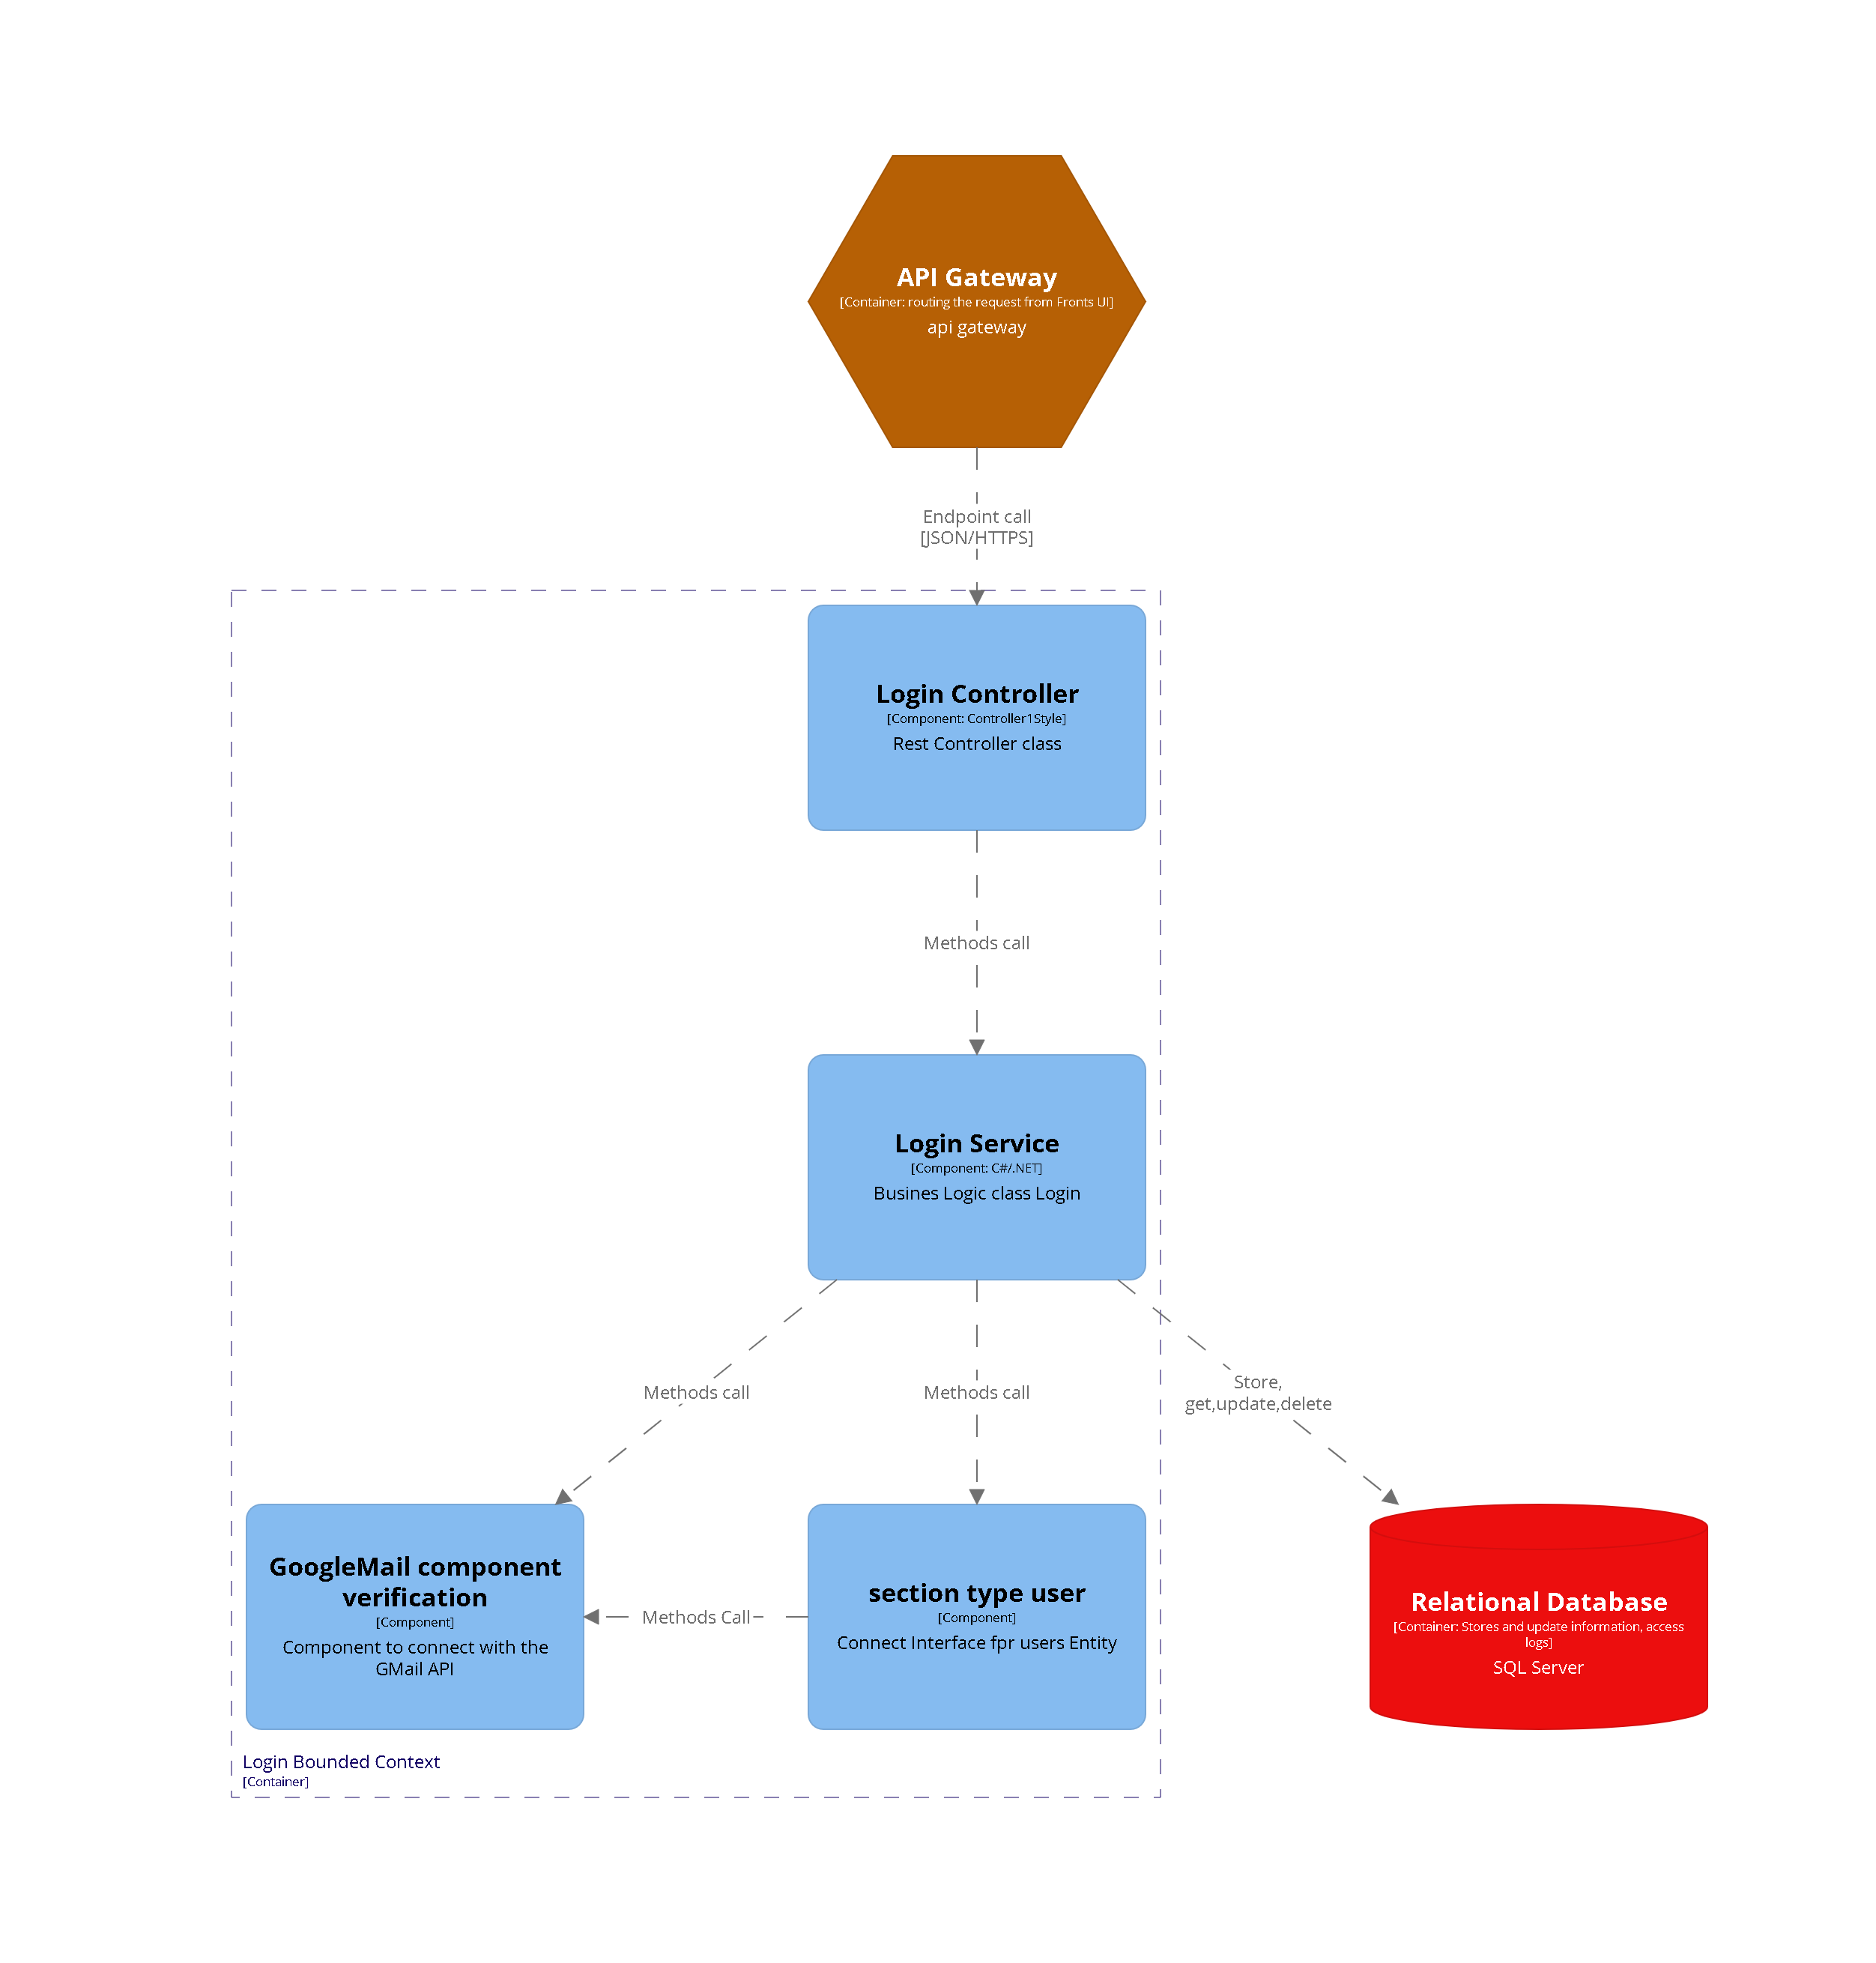 API Gateway
[Container: routing the request from Fronts UI]
api gateway
Endpoint call
[JSON/HTTPS]
Login Controller
[Component: Controller1Style]
Rest Controller class
Methods call
Login Service
[Component: C#/.NET]
Busines Logic class Login
Methods call
Methods call
Store,
get,update,delete
GoogleMail component
verification
[Component]
Component to connect with the
GMail API
Methods Call
section type user
[Component]
Connect Interface fpr users Entity
Relational Database
[Container: Stores and update information, access
logs]
SQL Server
Login Bounded Context
[Container]